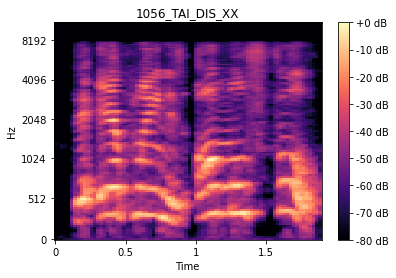 1056_TAI_DIS_XX
8192
4096
2048
1024
512
0
Hz
0
0.5
1
1.5
Time
+0 dB
-10 dB
-20 dB
-30 dB
-40 dB
-50 dB
-60 dB
-70 dB
-80 dB